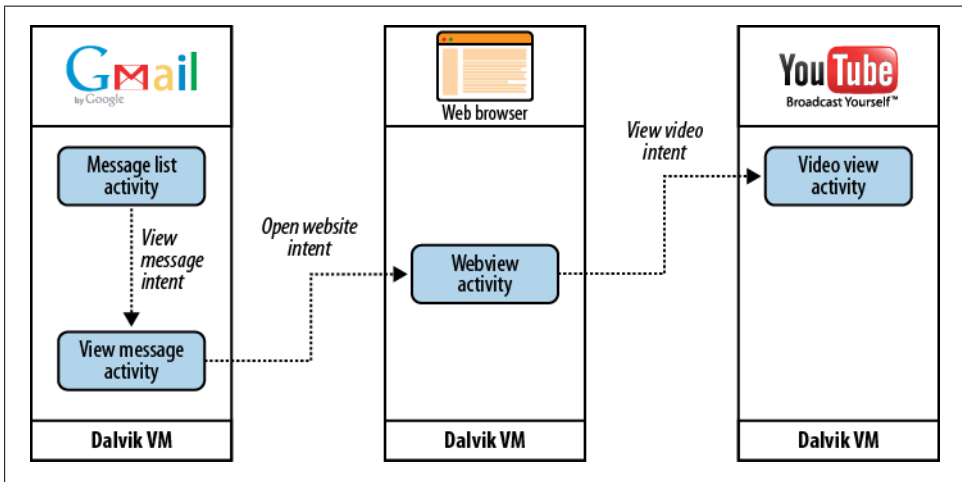 Gmail
by Google
Message list
activity
View
message
intent
View message
activity
Dalvik VM
Open website
intent
Web browser
Webview
activity
Dalvik VM
View video
intent
YouTube
Broadcast Yourself™
Video view
activity
Dalvik VM